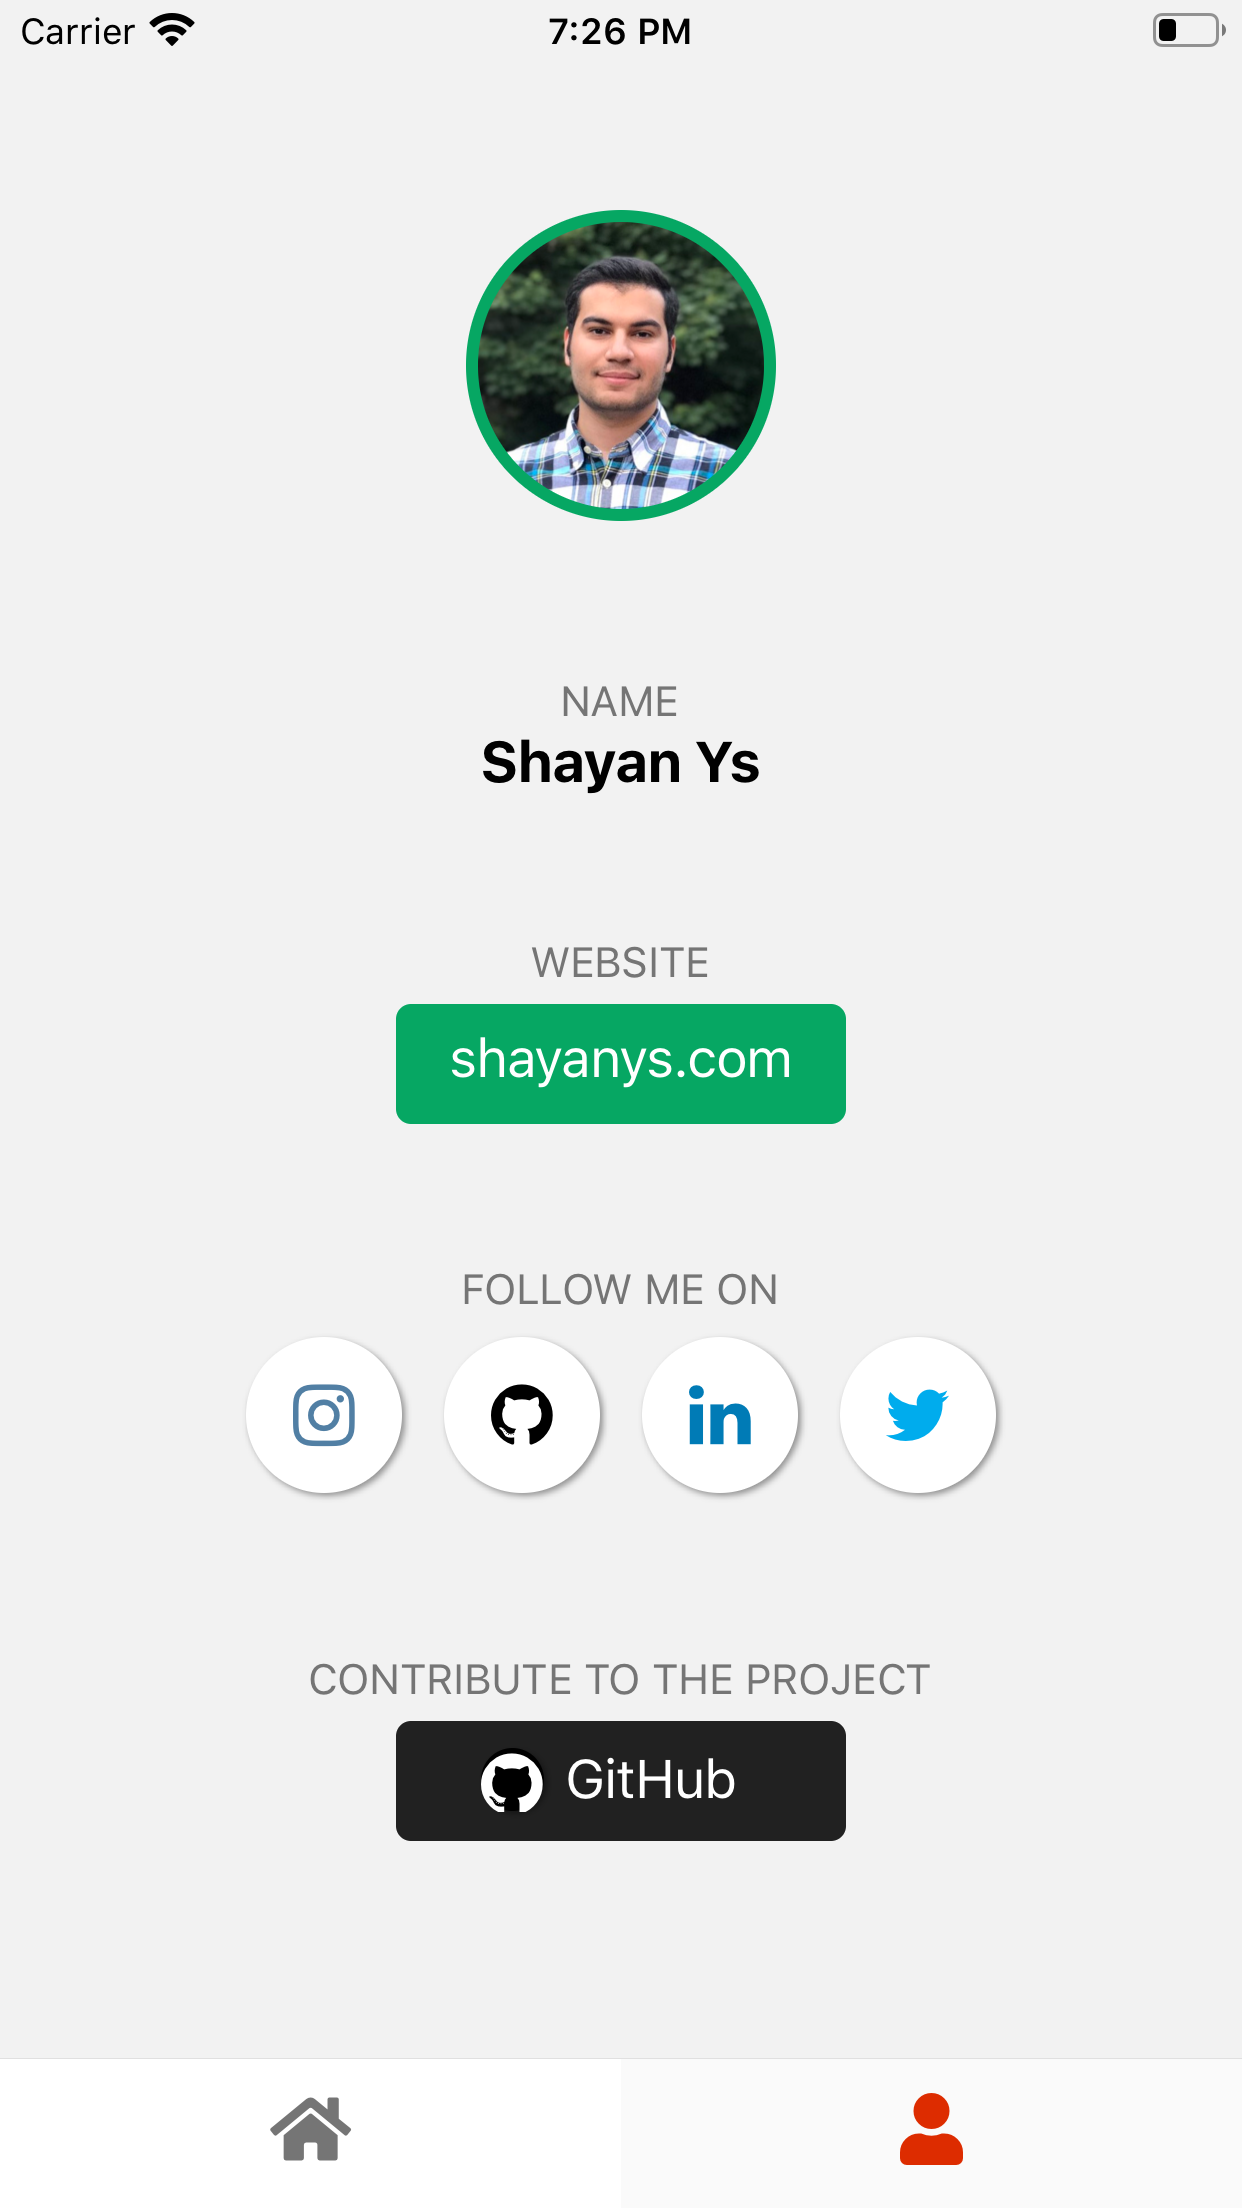 Carrier 7:26 PM
NAME
Shayan Ys
WEBSITE
shayanys.com
FOLLOW ME ON
in
CONTRIBUTE TO THE PROJECT
GitHub